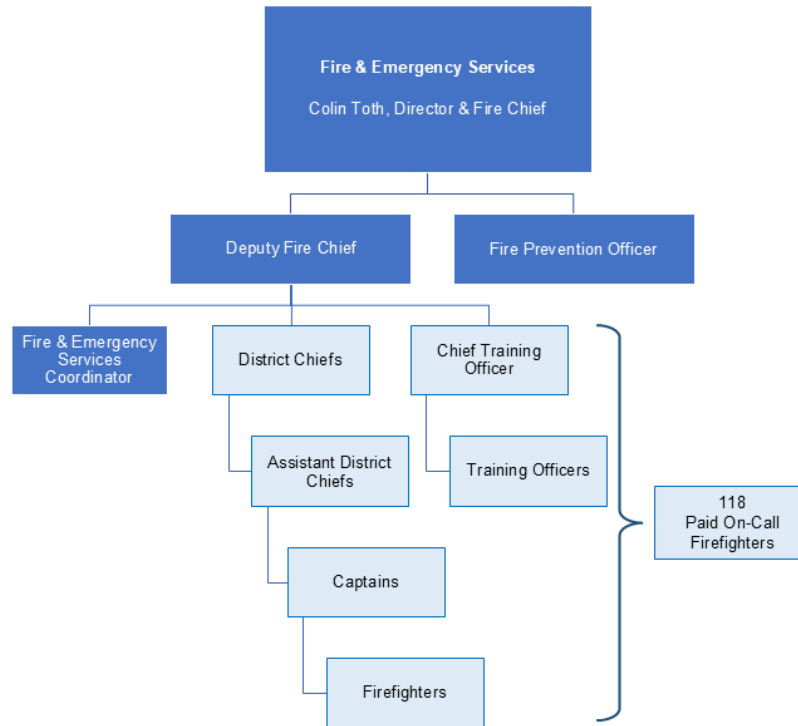 Fire & Emergency Services
Colin Toth, Director & Fire Chief
Deputy Fire Chief
Fire Prevention Officer
Fire & Emergency
Services
Coordinator
District Chiefs
Chief Training
Officer
Assistant District
Chiefs
Training Officers
118
Paid On-Call
Firefighters
Captains
Firefighters